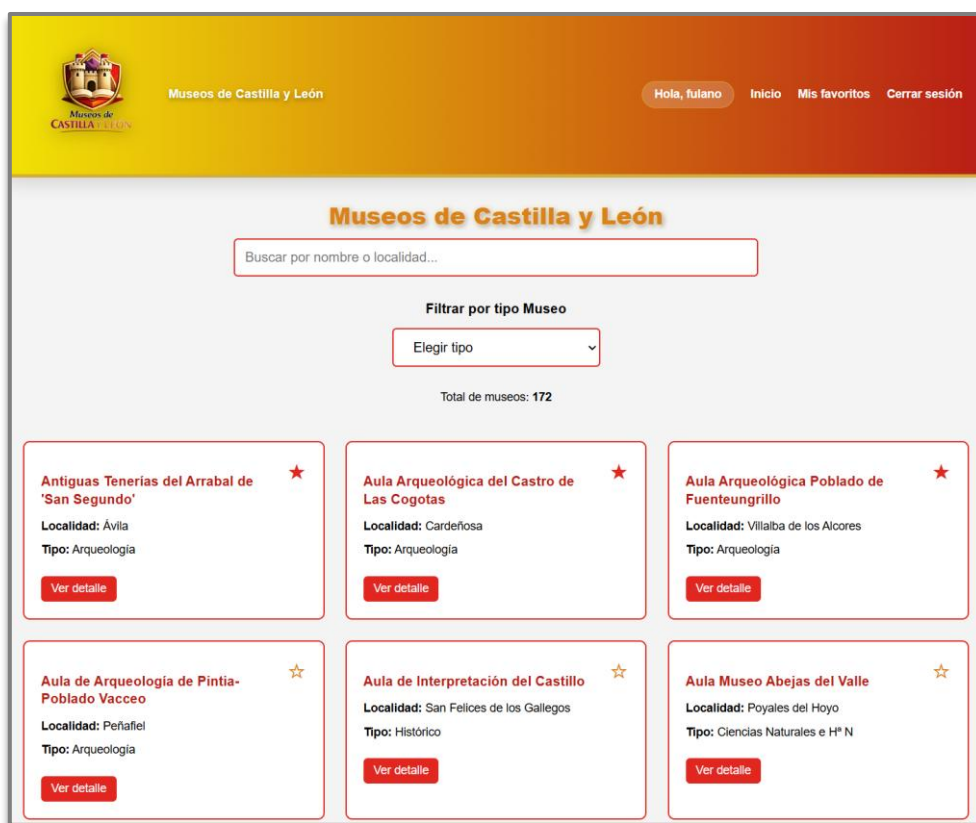 Museos de
CASTILLA Y LEÓN
Museos de Castilla y León
Hola, fulano
Inicio
Mis favoritos
Cerrar sesión
Museos de Castilla y León
Buscar por nombre o localidad...
Filtrar por tipo Museo
Elegir tipo
Total de museos: 172
Antiguas Tenerías del Arrabal de
'San Segundo'
Localidad: Ávila
Tipo: Arqueología
Ver detalle
Aula Arqueológica del Castro de
Las Cogotas
Localidad: Cardeñosa
Tipo: Arqueología
Ver detalle
Aula Arqueológica Poblado de
Fuenteungrillo
Localidad: Villalba de los Alcores
Tipo: Arqueología
Ver detalle
Aula de Arqueología de Pintia-
Poblado Vacceo
Localidad: Peñafiel
Tipo: Arqueología
Ver detalle
Aula de Interpretación del Castillo
Localidad: San Felices de los Gallegos
Tipo: Histórico
Ver detalle
Aula Museo Abejas del Valle
Localidad: Poyales del Hoyo
Tipo: Ciencias Naturales e Hª N
Ver detalle